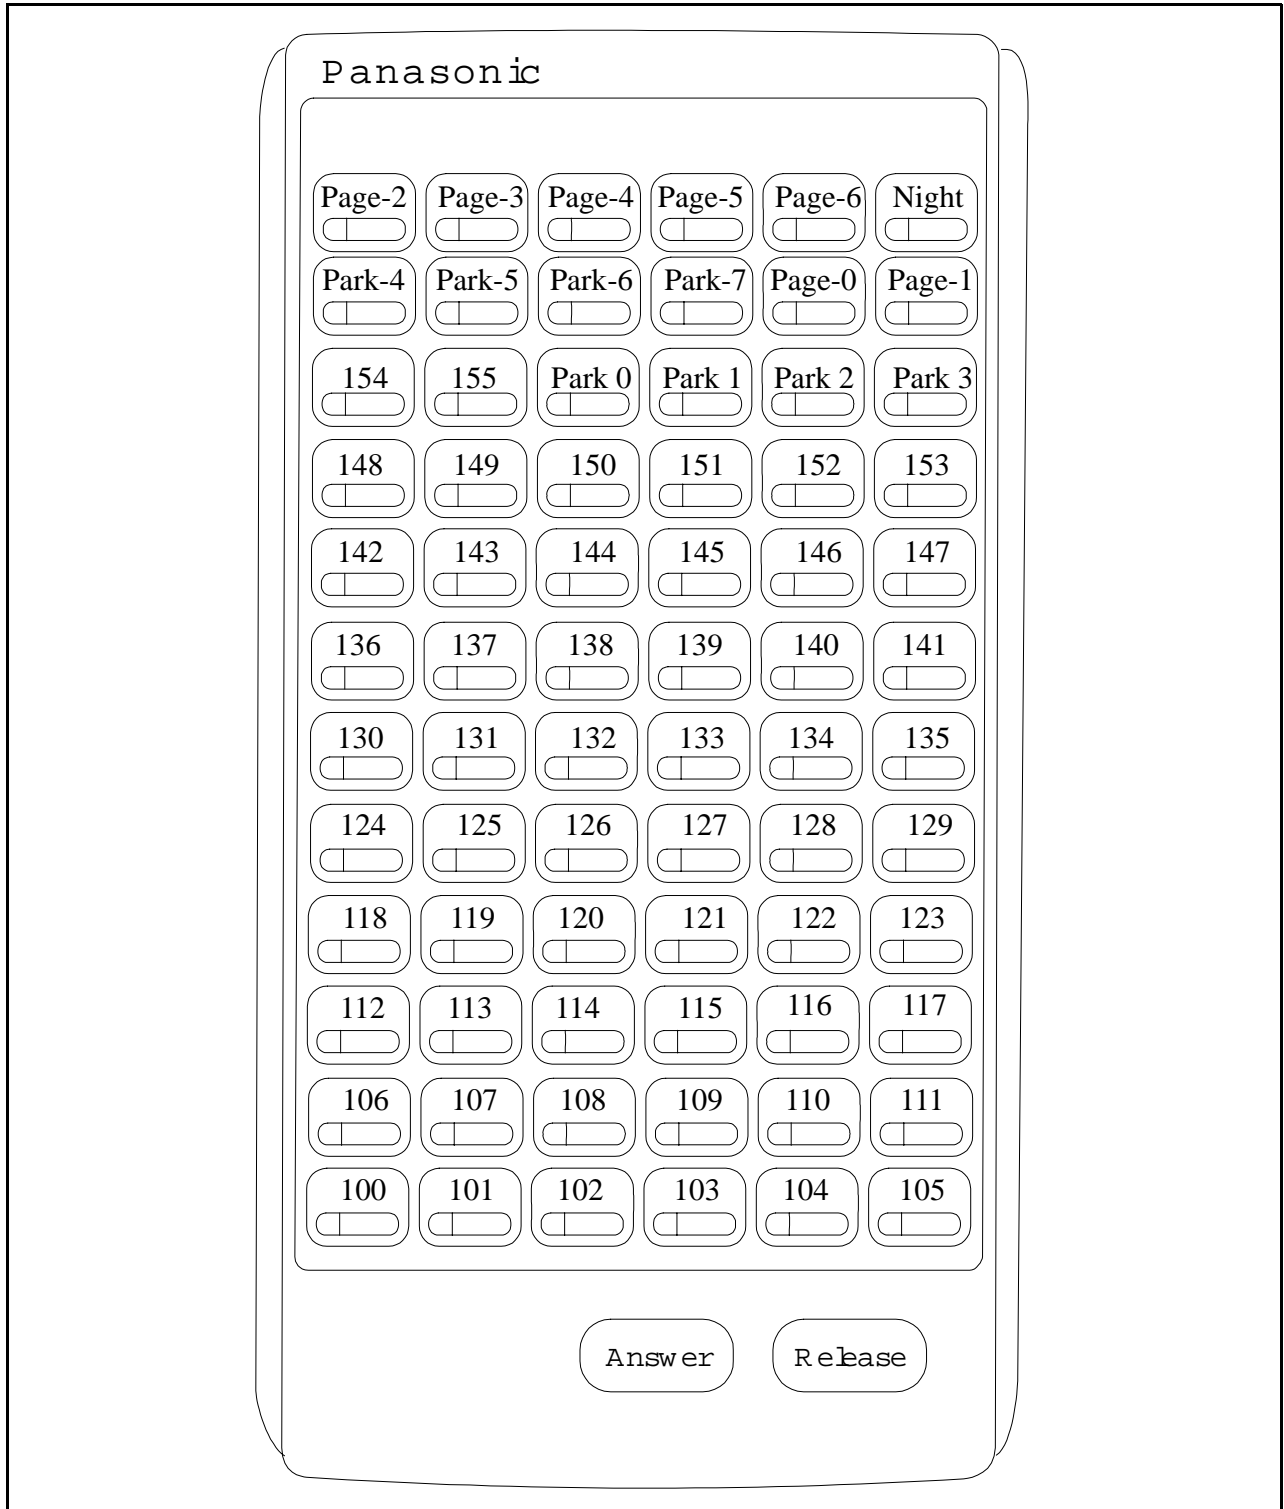 Panasonic
Page-2 Page-3 Page-4 Page-5 Page-6 Night
Park-4 Park-5 Park-6 Park-7 Page-0 Page-1
154 155 Park 0 Park 1 Park 2 Park 3
148 149 150 151 152 153
142 143 144 145 146 147
136 137 138 139 140 141
130 131 132 133 134 135
124 125 126 127 128 129
118 119 120 121 122 123
112 113 114 115 116 117
106 107 108 109 110 111
100 101 102 103 104 105
Answer Release